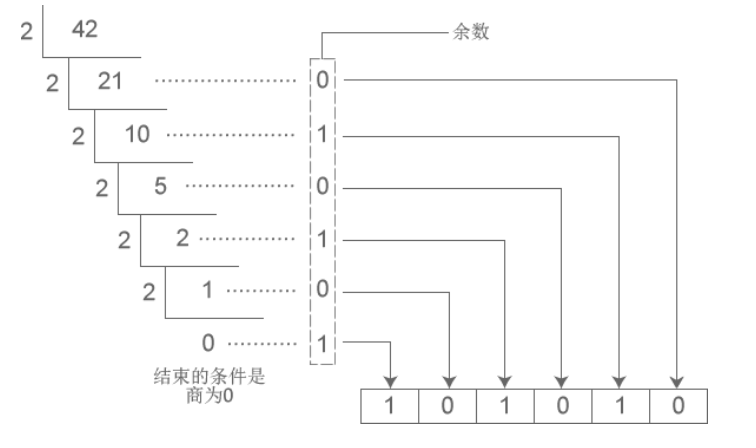 余数
2 42
2 21 ………… 0
2 10 ………… 1
2 5 ………… 0
2 2 ………… 1
2 1 ………… 0
0 ………… 1
结束的条件是
商为0
1 0 1 0 1 0